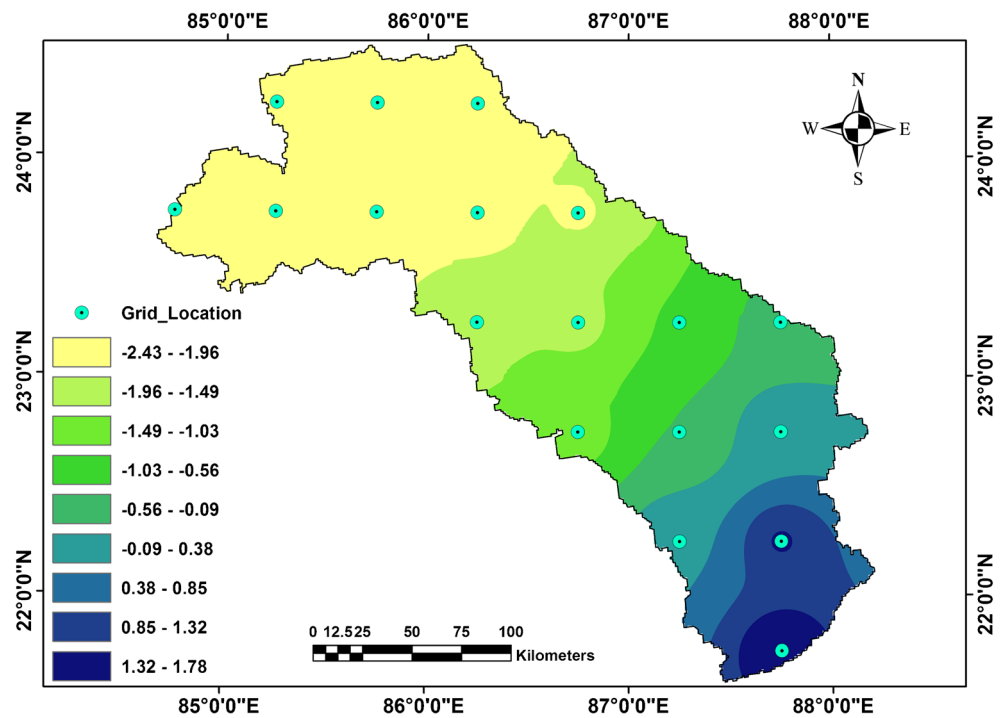 85°0'0"E 86°0'0"E 87°0'0"E 88°0'0"E
N
W E
S
24°0'0"N 24°0'0"N
23°0'0"N 23°0'0"N
22°0'0"N 22°0'0"N
Grid_Location
-2.43 - -1.96
-1.96 - -1.49
-1.49 - -1.03
-1.03 - -0.56
-0.56 - -0.09
-0.09 - 0.38
0.38 - 0.85
0.85 - 1.32
1.32 - 1.78
0 12.525 50 75 100
Kilometers
85°0'0"E 86°0'0"E 87°0'0"E 88°0'0"E